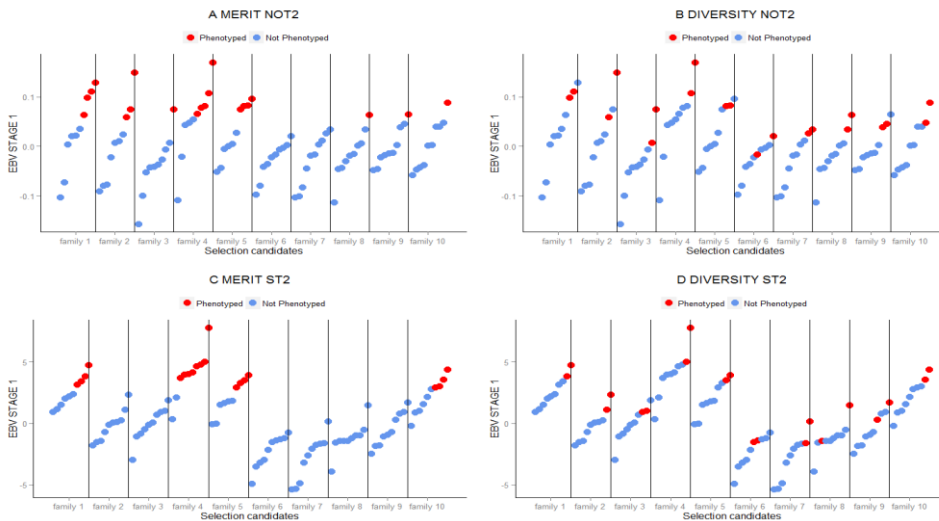 A MERIT NOT2
Phenotyped Not Phenotyped
EBV STAGE 1
0.1
0.0
-0.1
family 1 family 2 family 3 family 4 family 5 family 6 family 7 family 8 family 9 family 10
Selection candidates
B DIVERSITY NOT2
Phenotyped Not Phenotyped
EBV STAGE 1
0.1
0.0
-0.1
family 1 family 2 family 3 family 4 family 5 family 6 family 7 family 8 family 9 family 10
Selection candidates
C MERIT ST2
Phenotyped Not Phenotyped
EBV STAGE 1
5
0
-5
family 1 family 2 family 3 family 4 family 5 family 6 family 7 family 8 family 9 family 10
Selection candidates
D DIVERSITY ST2
Phenotyped Not Phenotyped
EBV STAGE 1
5
0
-5
family 1 family 2 family 3 family 4 family 5 family 6 family 7 family 8 family 9 family 10
Selection candidates